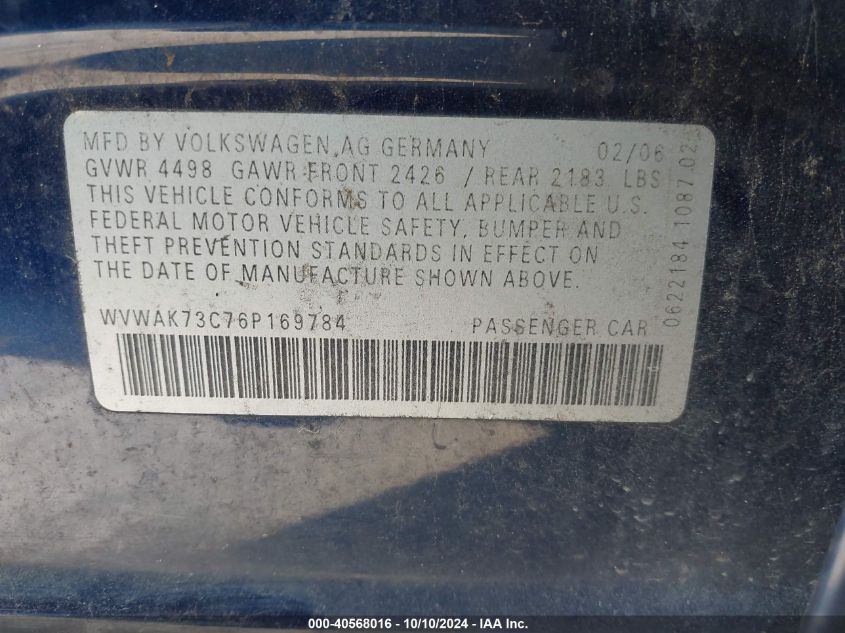 MFD BY VOLKSWAGEN AG GERMANY 02/06
GVWR 4498 GAWR FRONT 2426 / REAR 2183 LBS
THIS VEHICLE CONFORMS TO ALL APPLICABLE U.S.
FEDERAL MOTOR VEHICLE SAFETY, BUMPER AND
THEFT PREVENTION STANDARDS IN EFFECT ON
THE DATE OF MANUFACTURE SHOWN ABOVE.
WVWAK73C76P169784 PASSENGER CAR
0622184 1087 02
000-40568016 - 10/10/2024 - IAA Inc.